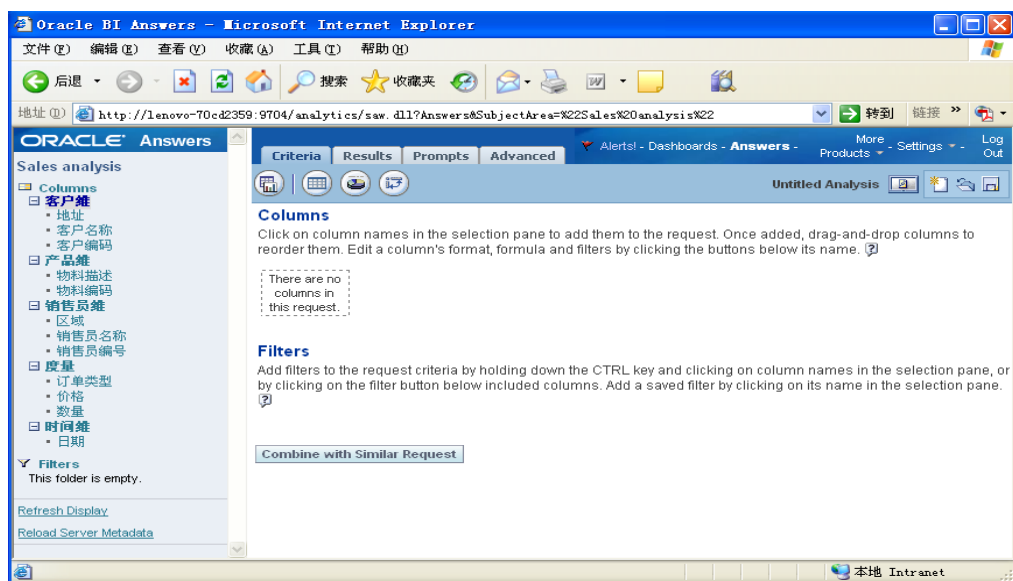 Oracle BI Answers - Microsoft Internet Explorer
文件(F) 编辑(E) 查看(V) 收藏(A) 工具(T) 帮助(H)
后退 搜索 收藏夹
地址(D) http://lenovo-70cd2359:9704/analytics/saw.dll?Answers&SubjectArea=%22Sales%20analysis%22 转到 链接 »
ORACLE Answers
Sales analysis
Columns
客户维
地址
客户名称
客户编码
产品维
物料描述
物料编码
销售员维
区域
销售员名称
销售员编号
度量
订单类型
价格
数量
时间维
日期
Filters
This folder is empty.
Refresh Display
Reload Server Metadata
Criteria Results Prompts Advanced
Alerts! - Dashboards - Answers - More Products - Settings - Log Out
Untitled Analysis
Columns
Click on column names in the selection pane to add them to the request. Once added, drag-and-drop columns to
reorder them. Edit a column's format, formula and filters by clicking the buttons below its name.
There are no
columns in
this request.
Filters
Add filters to the request criteria by holding down the CTRL key and clicking on column names in the selection pane, or
by clicking on the filter button below included columns. Add a saved filter by clicking on its name in the selection pane.
Combine with Similar Request
本地 Intranet